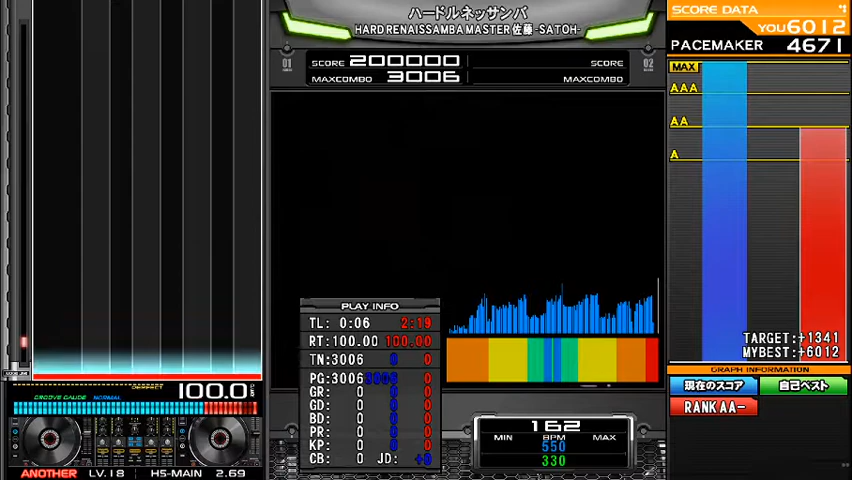 ハードルネッサンバ
HARD RENAISSAMBA MASTER 佐藤 -SATOH-
01
SCORE 200000
SCORE
02
MAXCOMBO 3006
MAXCOMBO
SCORE DATA
YOU 6012
PACEMAKER 4671
MAX
AAA
AA
A
TARGET:+1341
MYBEST:+6012
GRAPH INFORMATION
現在のスコア
自己ベスト
RANK AA-
PLAY INFO
TL: 0:06 2:19
RT:100.00 100.00
TN:3006 0 0
PG:3006 3006 0
GR: 0 0 0
GD: 0 0 0
BD: 0 0 0
PR: 0 0 0
KP: 0 0 0
CB: 0 JD: +0
162
MIN BPM MAX
550
330
100.0
GROOVE GAUGE NORMAL
ANOTHER LV.18 H5-MAIN 2.69